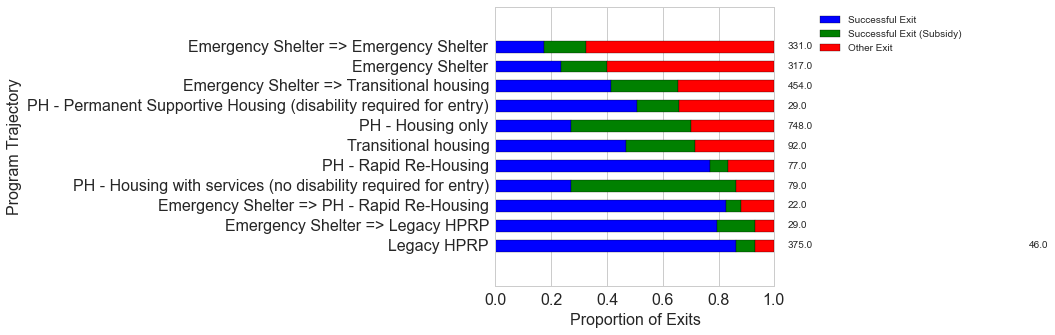 Successful Exit
Successful Exit (Subsidy)
Other Exit
Emergency Shelter => Emergency Shelter 331.0
Emergency Shelter 317.0
Emergency Shelter => Transitional housing 454.0
PH - Permanent Supportive Housing (disability required for entry) 29.0
PH - Housing only 748.0
Transitional housing 92.0
PH - Rapid Re-Housing 77.0
PH - Housing with services (no disability required for entry) 79.0
Emergency Shelter => PH - Rapid Re-Housing 22.0
Emergency Shelter => Legacy HPRP 29.0
Legacy HPRP 375.0 46.0
Program Trajectory
0.0 0.2 0.4 0.6 0.8 1.0
Proportion of Exits